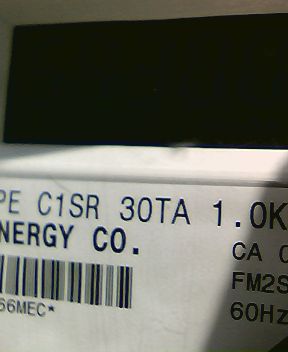 PE C1SR 30TA 1.0K
NERGY CO.
CA
FM2S
60Hz
66MEC*